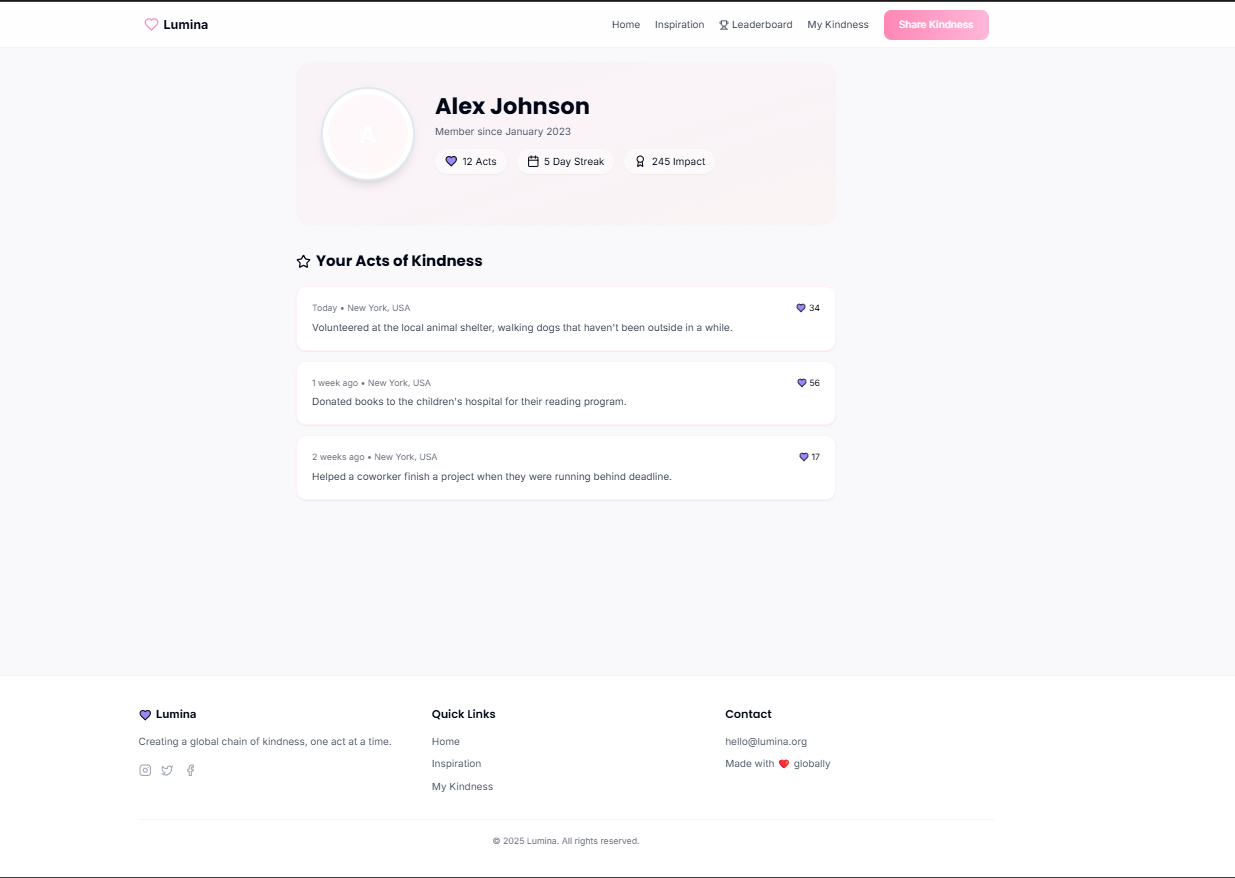 Lumina
Home Inspiration Leaderboard My Kindness Share Kindness
A
Alex Johnson
Member since January 2023
12 Acts 5 Day Streak 245 Impact
Your Acts of Kindness
Today • New York, USA 34
Volunteered at the local animal shelter, walking dogs that haven't been outside in a while.
1 week ago • New York, USA 56
Donated books to the children's hospital for their reading program.
2 weeks ago • New York, USA 17
Helped a coworker finish a project when they were running behind deadline.
Lumina
Creating a global chain of kindness, one act at a time.
Quick Links
Home
Inspiration
My Kindness
Contact
hello@lumina.org
Made with ❤️ globally
© 2025 Lumina. All rights reserved.